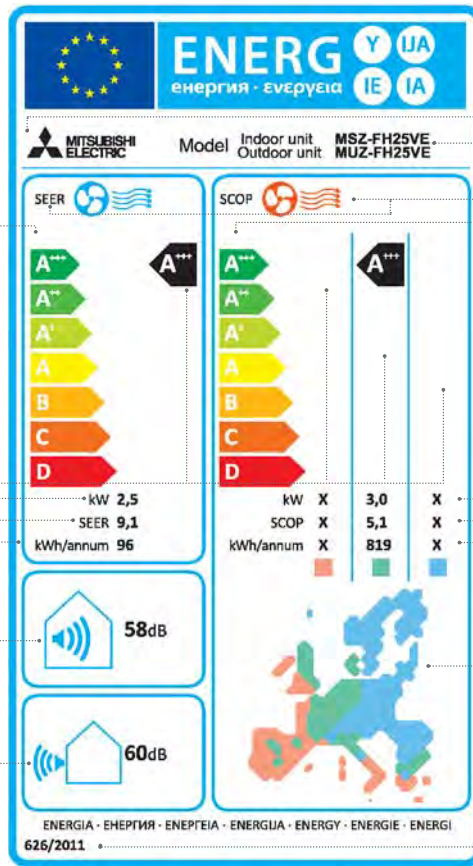 ENERG Y IJA
енергия · ενεργεια IE IA
MITSUBISHI ELECTRIC Model Indoor unit MSZ-FH25VE
Outdoor unit MUZ-FH25VE
SEER
A+++ A+++
A++
A+
A
B
C
D
kW 2,5
SEER 9,1
kWh/annum 96
SCOP
A+++ A+++
A++
A+
A
B
C
D
kW X 3,0 X
SCOP X 5,1 X
kWh/annum X 819 X
58dB
60dB
ENERGIA · ЕНЕРГИЯ · ΕΝΕΡΓΕΙΑ · ENERGIJA · ENERGY · ENERGIE · ENERGI
626/2011